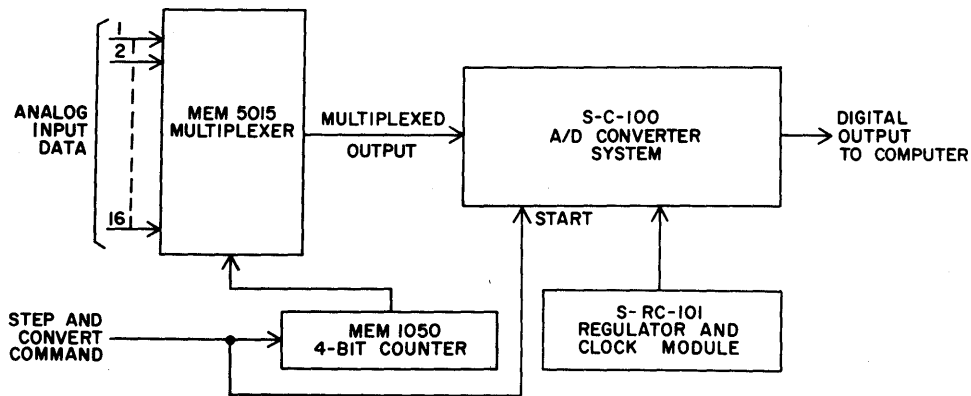 1
2
16
ANALOG
INPUT
DATA
MEM 5015
MULTIPLEXER
MULTIPLEXED
OUTPUT
S-C-100
A/D CONVERTER
SYSTEM
DIGITAL
OUTPUT
TO COMPUTER
START
STEP AND
CONVERT
COMMAND
MEM 1050
4-BIT COUNTER
S-RC-101
REGULATOR AND
CLOCK MODULE